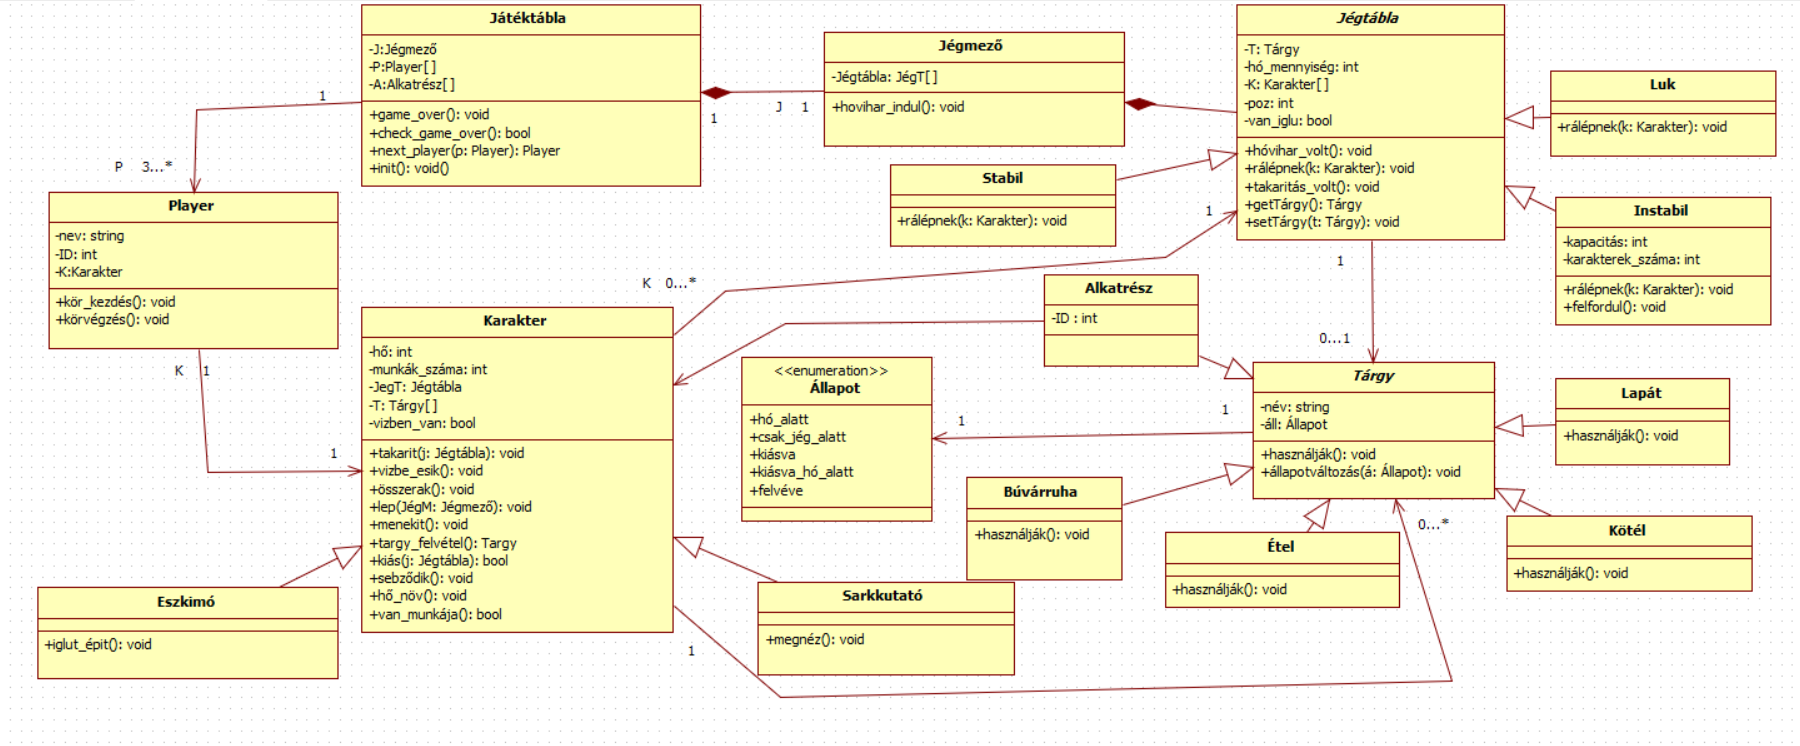 Játéktábla
-J:Jégmező
-P:Player[]
-A:Alkatrész[]
+game_over(): void
+check_game_over(): bool
+next_player(p: Player): Player
+init(): void()
1
1
J 1
Jégmező
-Jégtábla: JégT[]
+hovihar_indul(): void
Jégtábla
-T: Tárgy
-hó_mennyiség: int
-K: Karakter[]
-poz: int
-van_iglu: bool
+hóvihar_volt(): void
+rálépnek(k: Karakter): void
+takaritás_volt(): void
+getTárgy(): Tárgy
+setTárgy(t: Tárgy): void
Luk
+rálépnek(k: Karakter): void
Stabil
+rálépnek(k: Karakter): void
Instabil
-kapacitás: int
-karakterek_száma: int
+rálépnek(k: Karakter): void
+felfordul(): void
P 3...*
Player
-nev: string
-ID: int
-K:Karakter
+kör_kezdés(): void
+körvégzés(): void
K 1
1
1
K 0...*
Karakter
-hő: int
-munkák_száma: int
-JegT: Jégtábla
-T: Tárgy[]
-vizben_van: bool
+takarit(j: Jégtábla): void
+vizbe_esik(): void
+összerak(): void
+lep(JégM: Jégmező): void
+menekit(): void
+targy_felvétel(): Targy
+kiás(j: Jégtábla): bool
+sebződik(): void
+hő_növ(): void
+van_munkája(): bool
Alkatrész
-ID : int
1
0...1
<<enumeration>>
Állapot
+hó_alatt
+csak_jég_alatt
+kiásva
+kiásva_hó_alatt
+felvéve
1
1
Tárgy
-név: string
-áll: Állapot
+használják(): void
+állapotváltozás(á: Állapot): void
Lapát
+használják(): void
Búvárruha
+használják(): void
0...*
Étel
+használják(): void
Kötél
+használják(): void
Eszkimó
+iglut_épit(): void
Sarkkutató
+megnéz(): void
1